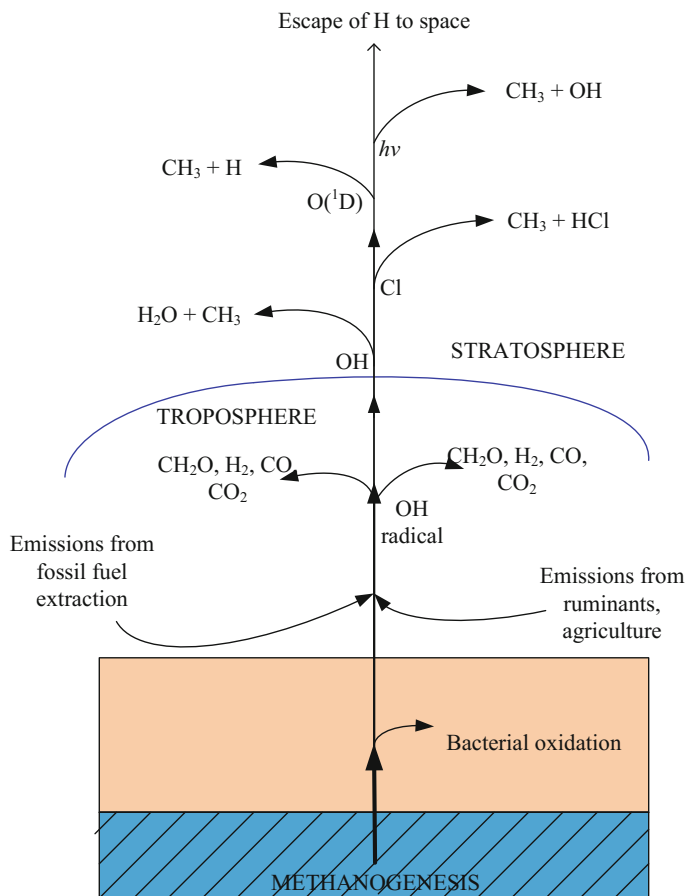 Escape of H to space
CH₃ + OH
hv
CH₃ + H
O(¹D)
CH₃ + HCl
Cl
H₂O + CH₃
OH
STRATOSPHERE
TROPOSPHERE
CH₂O, H₂, CO,
CO₂
CH₂O, H₂, CO,
CO₂
OH
radical
Emissions from
fossil fuel
extraction
Emissions from
ruminants,
agriculture
Bacterial oxidation
METHANOGENESIS